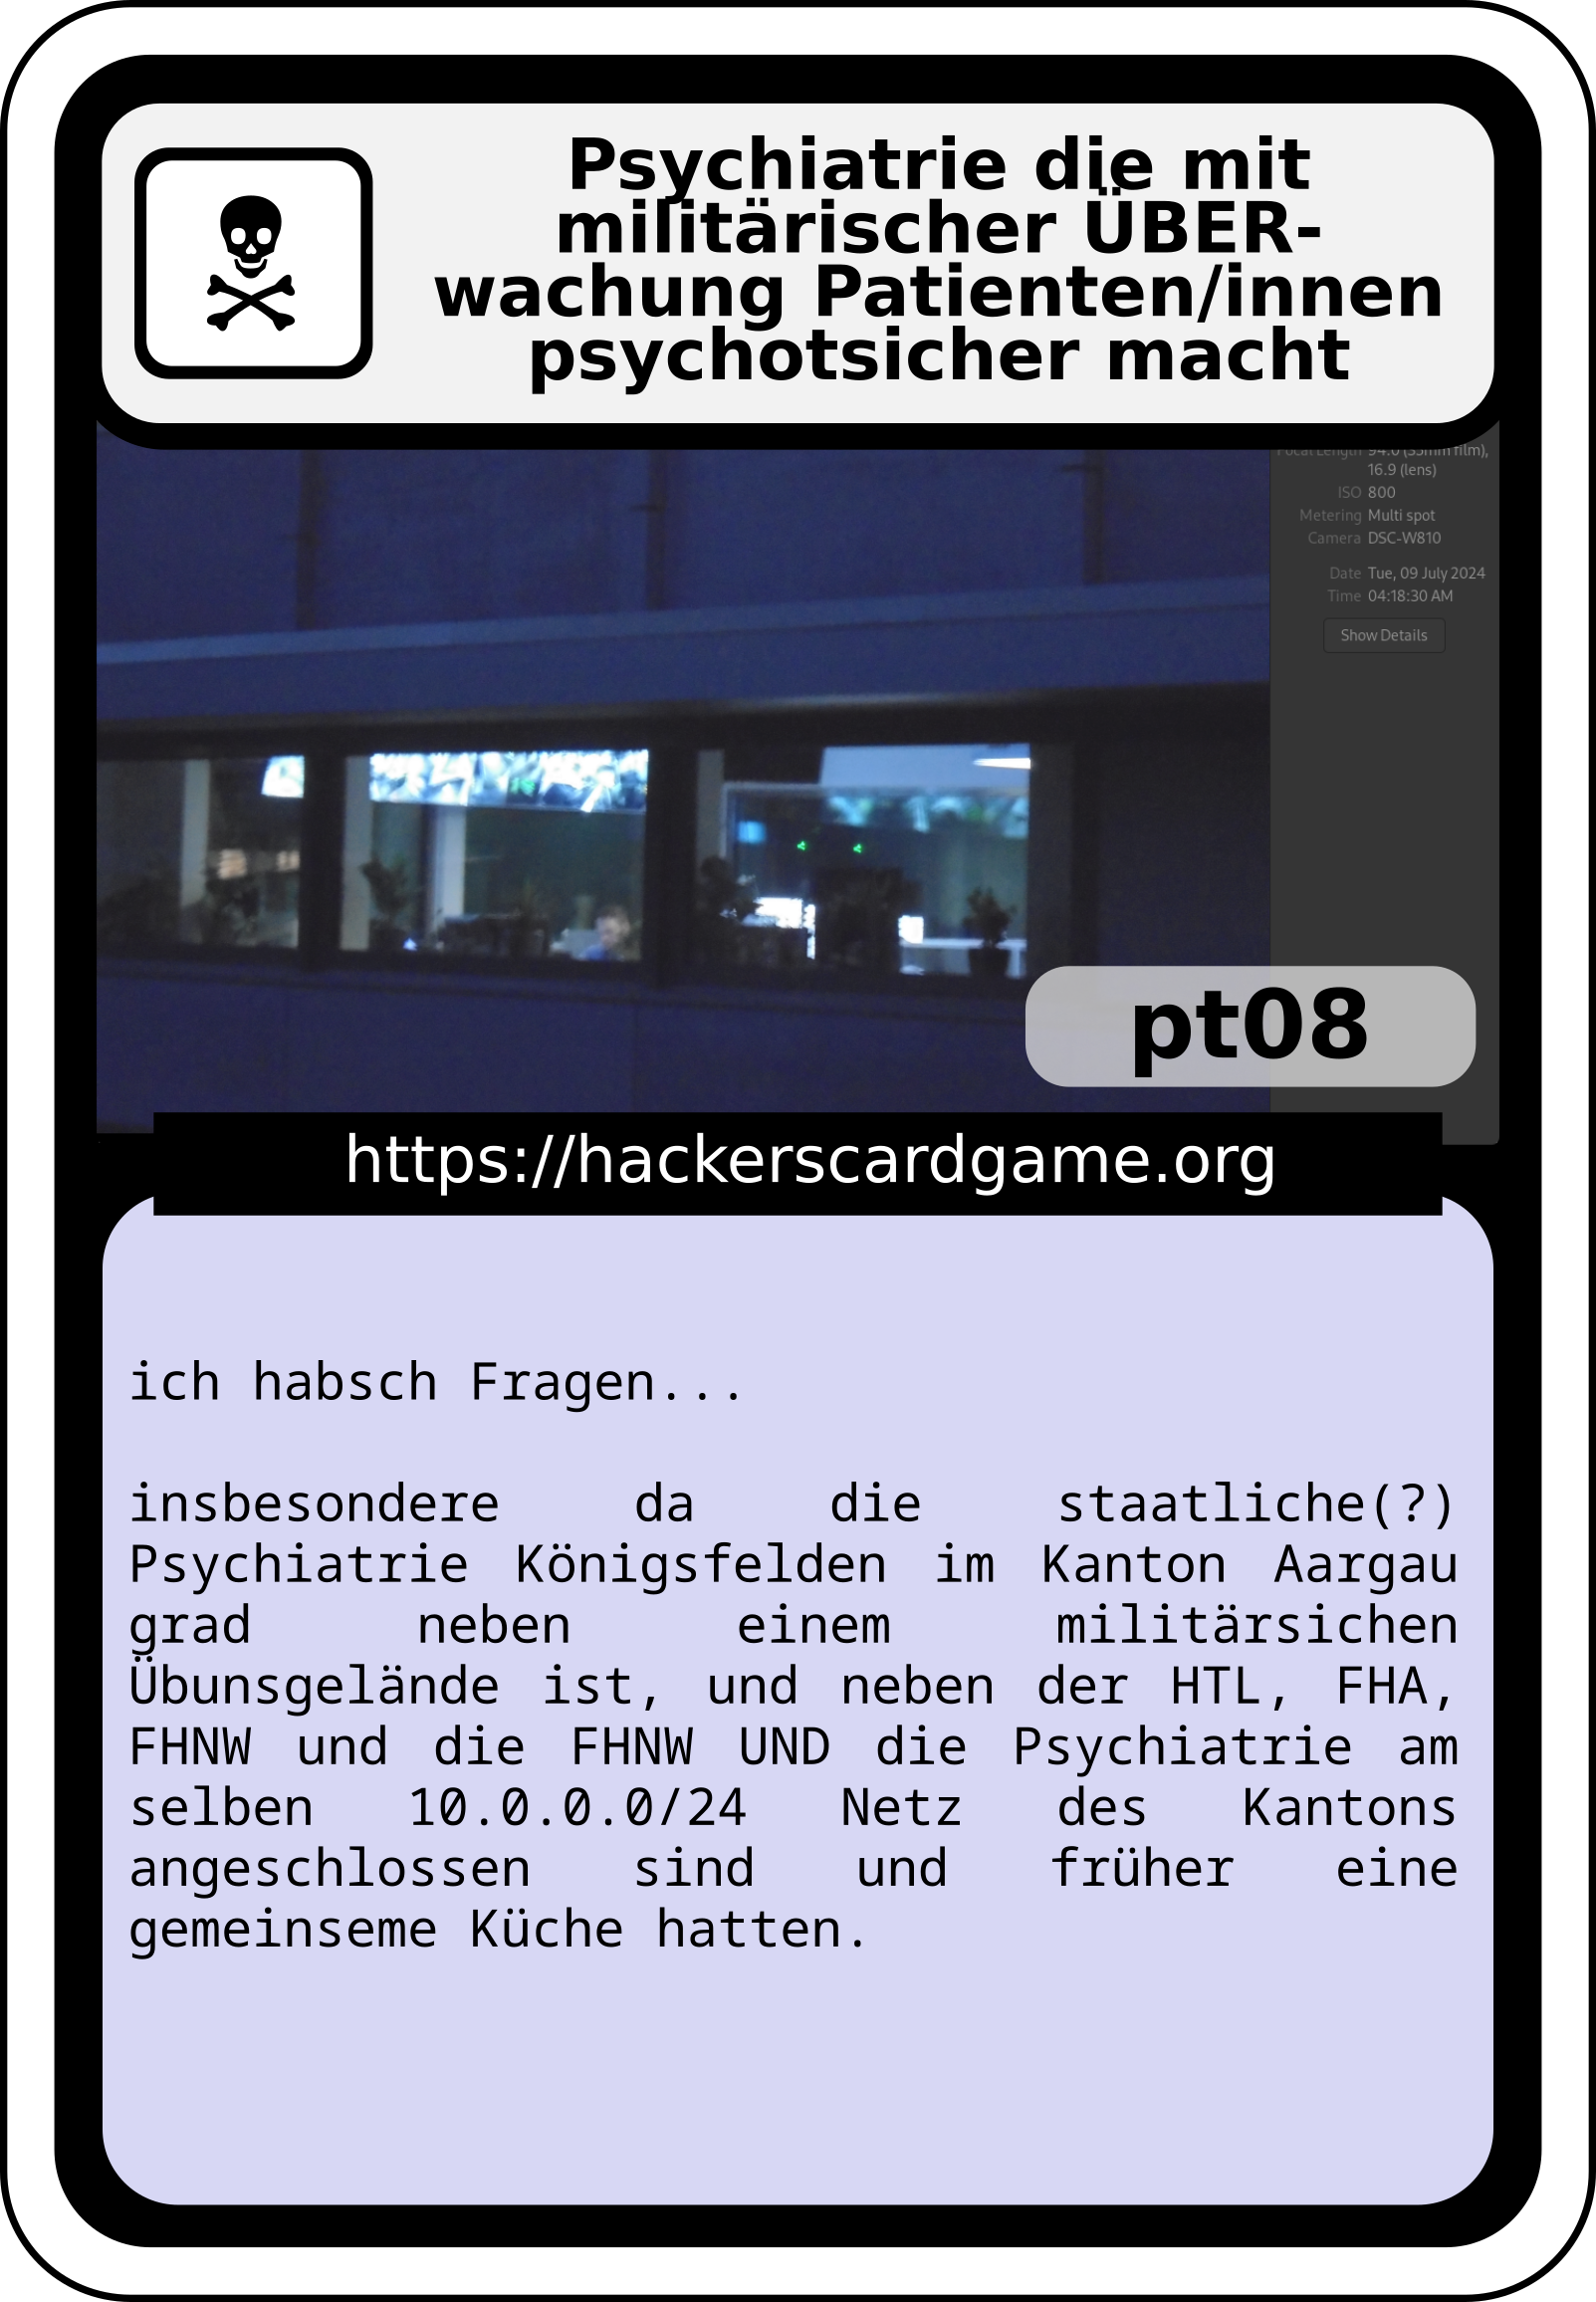 Psychiatrie die mit
militärischer ÜBER-
wachung Patienten/innen
psychotsicher macht
Focal Length 94.0 (35mm film),
16.9 (lens)
ISO 800
Metering Multi spot
Camera DSC-W810
Date Tue, 09 July 2024
Time 04:18:30 AM
Show Details
pt08
https://hackerscardgame.org
ich habsch Fragen...
insbesondere da die staatliche(?)
Psychiatrie Königsfelden im Kanton Aargau
grad neben einem militärsichen
Übunsgelände ist, und neben der HTL, FHA,
FHNW und die FHNW UND die Psychiatrie am
selben 10.0.0.0/24 Netz des Kantons
angeschlossen sind und früher eine
gemeinseme Küche hatten.